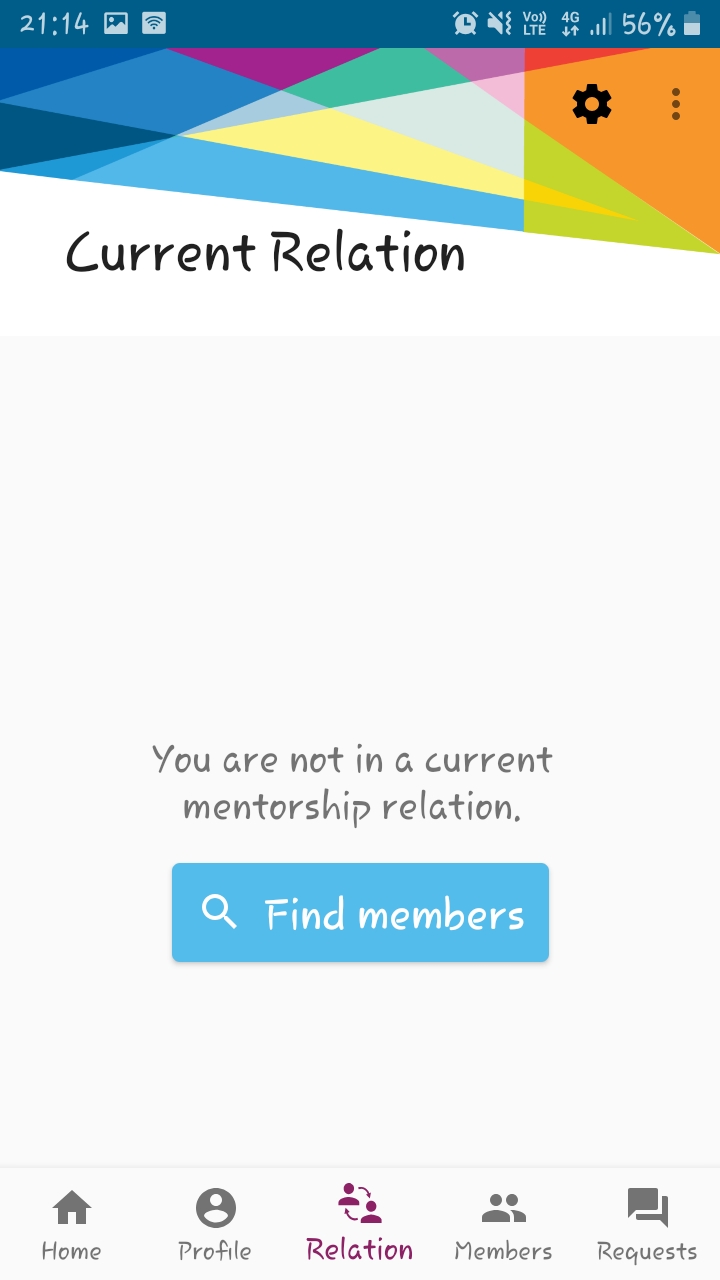 21:14 Vo)) LTE 4G 56%
Current Relation
You are not in a current
mentorship relation.
Find members
Home Profile Relation Members Requests